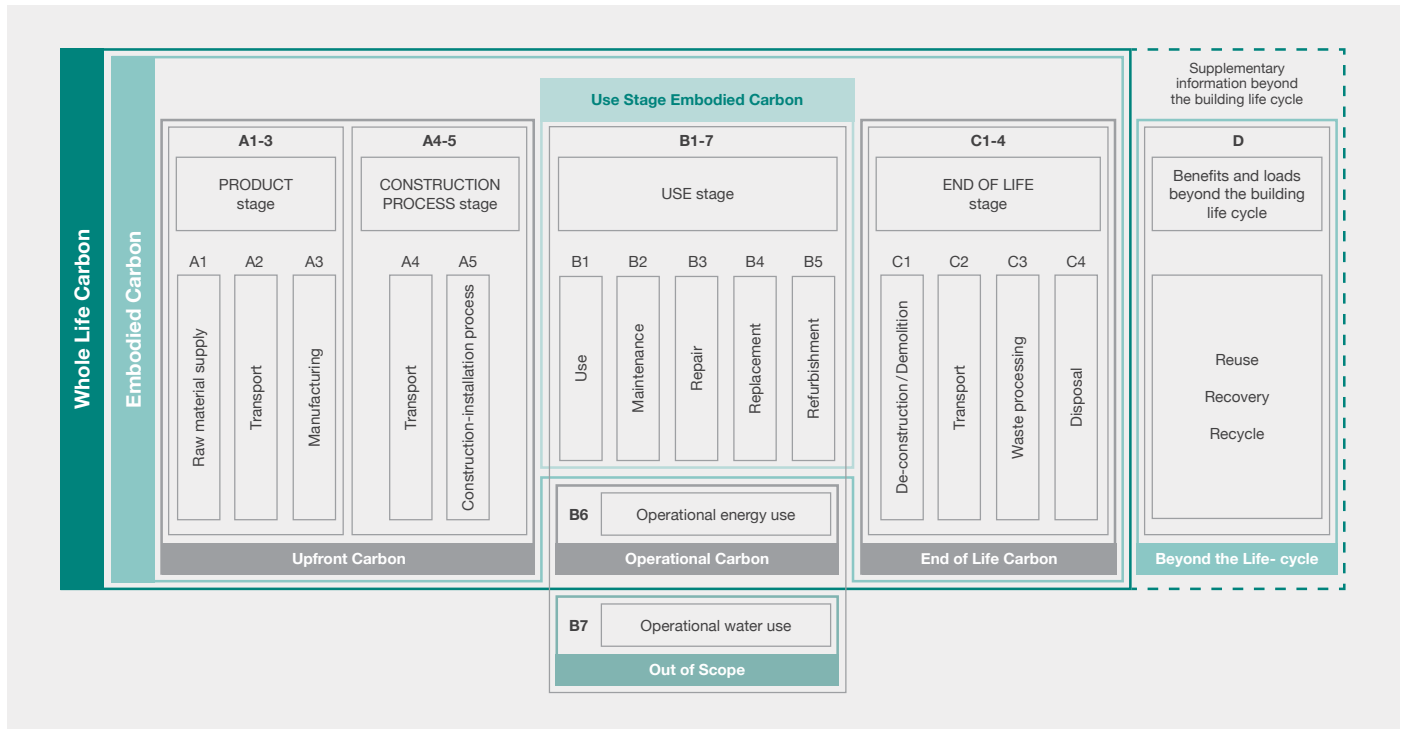 Whole Life Carbon
Embodied Carbon
Use Stage Embodied Carbon
Supplementary
information beyond
the building life cycle
A1-3
PRODUCT
stage
A1
Raw material supply
A2
Transport
A3
Manufacturing
A4-5
CONSTRUCTION
PROCESS stage
A4
Transport
A5
Construction-installation process
Upfront Carbon
B1-7
USE stage
B1
Use
B2
Maintenance
B3
Repair
B4
Replacement
B5
Refurbishment
B6
Operational energy use
Operational Carbon
B7
Operational water use
Out of Scope
C1-4
END OF LIFE
stage
C1
De-construction/Demolition
C2
Transport
C3
Waste processing
C4
Disposal
End of Life Carbon
D
Benefits and loads
beyond the building
life cycle
Reuse
Recovery
Recycle
Beyond the Life- cycle